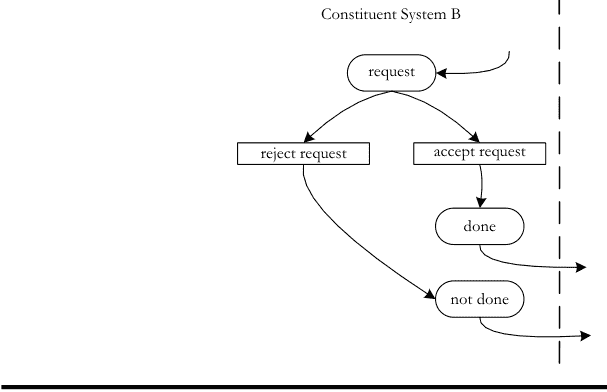 Constituent System B
request
reject request
accept request
done
not done